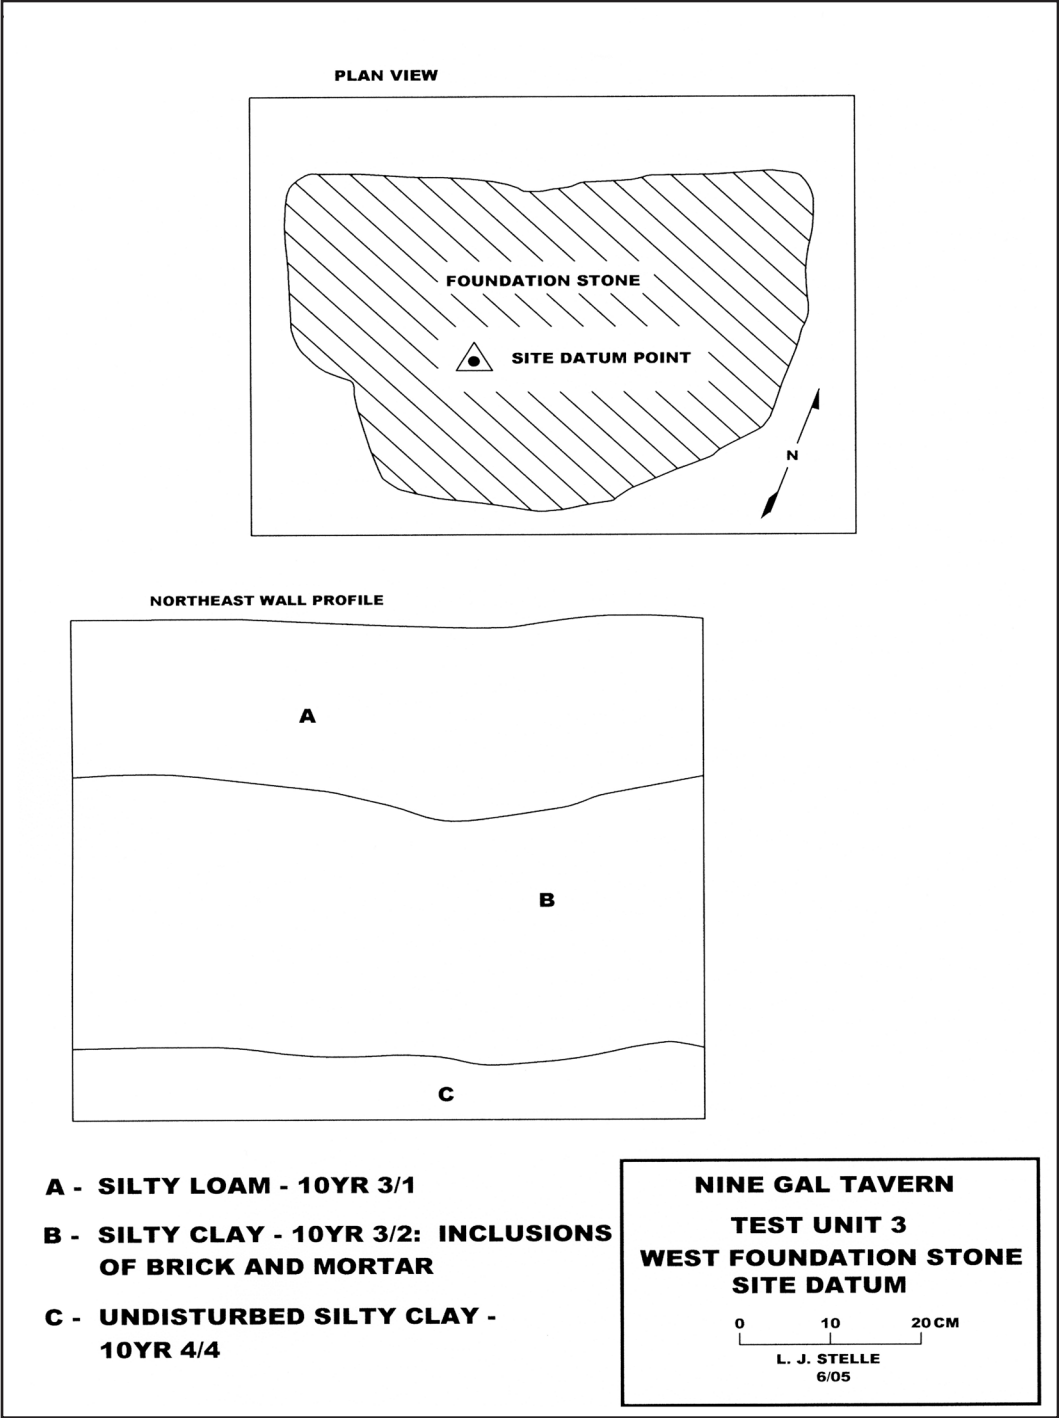 PLAN VIEW
FOUNDATION STONE
SITE DATUM POINT
N
NORTHEAST WALL PROFILE
A
B
C
A - SILTY LOAM - 10YR 3/1
B - SILTY CLAY - 10YR 3/2: INCLUSIONS
OF BRICK AND MORTAR
C - UNDISTURBED SILTY CLAY -
10YR 4/4
NINE GAL TAVERN
TEST UNIT 3
WEST FOUNDATION STONE
SITE DATUM
0 10 20 CM
L. J. STELLE
6/05